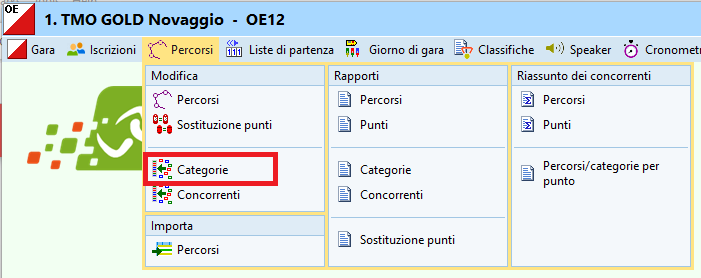 OE
1. TMO GOLD Novaggio - OE12
Gara Iscrizioni Percorsi Liste di partenza Giorno di gara Classifiche Speaker Cronomet
Modifica
Percorsi
Sostituzione punti
Categorie
Concorrenti
Importa
Percorsi
Rapporti
Percorsi
Punti
Categorie
Concorrenti
Sostituzione punti
Riassunto dei concorrenti
Percorsi
Punti
Percorsi/categorie per
punto